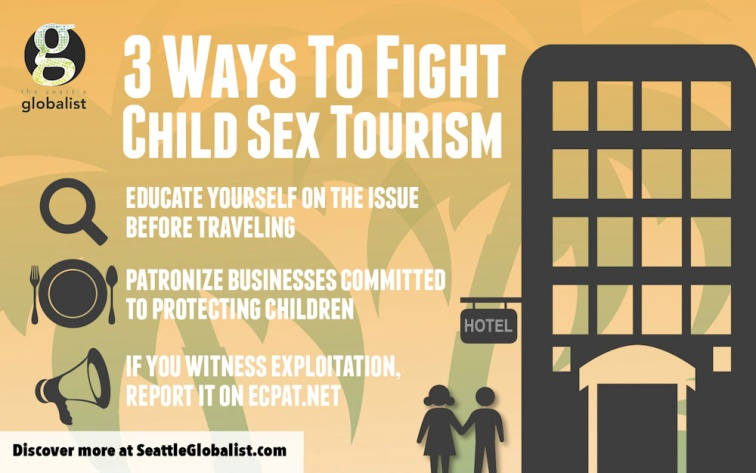 g
the seattle
globalist
3 WAYS TO FIGHT
CHILD SEX TOURISM
EDUCATE YOURSELF ON THE ISSUE
BEFORE TRAVELING
PATRONIZE BUSINESSES COMMITTED
TO PROTECTING CHILDREN
HOTEL
IF YOU WITNESS EXPLOITATION,
REPORT IT ON ECPAT.NET
Discover more at SeattleGlobalist.com